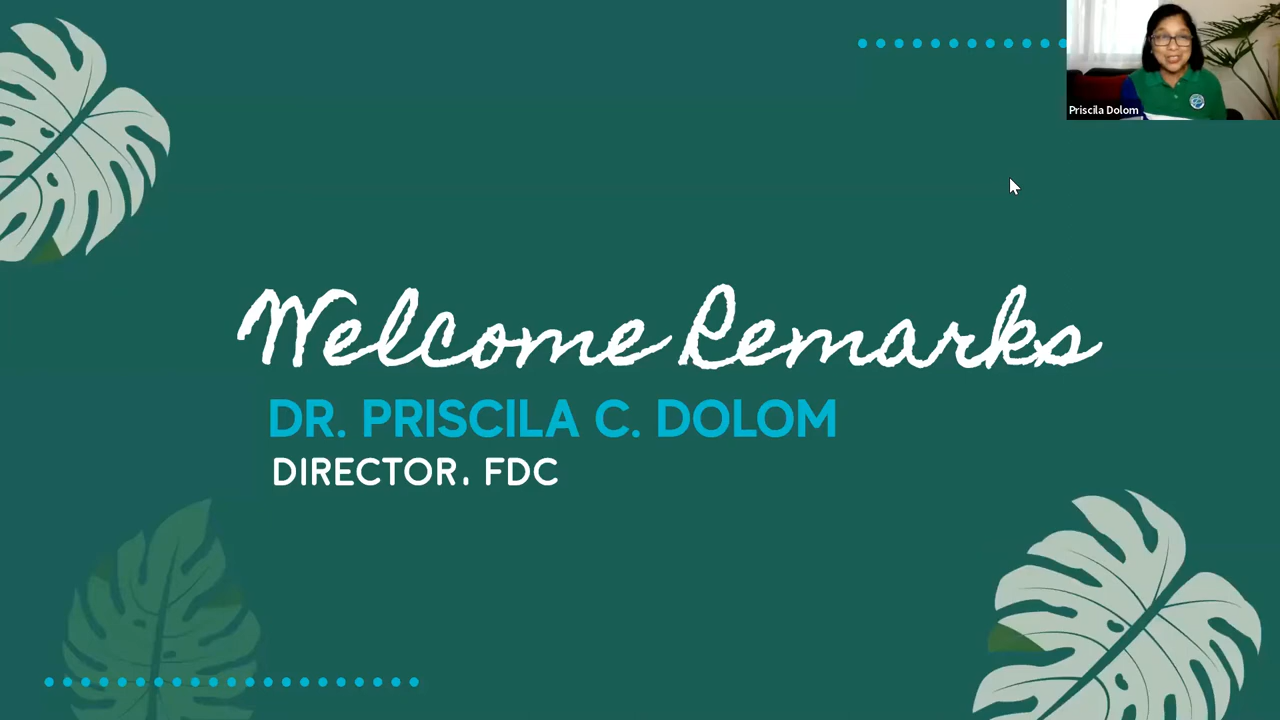 Priscila Dolom
Welcome Remarks
DR. PRISCILA C. DOLOM
DIRECTOR, FDC